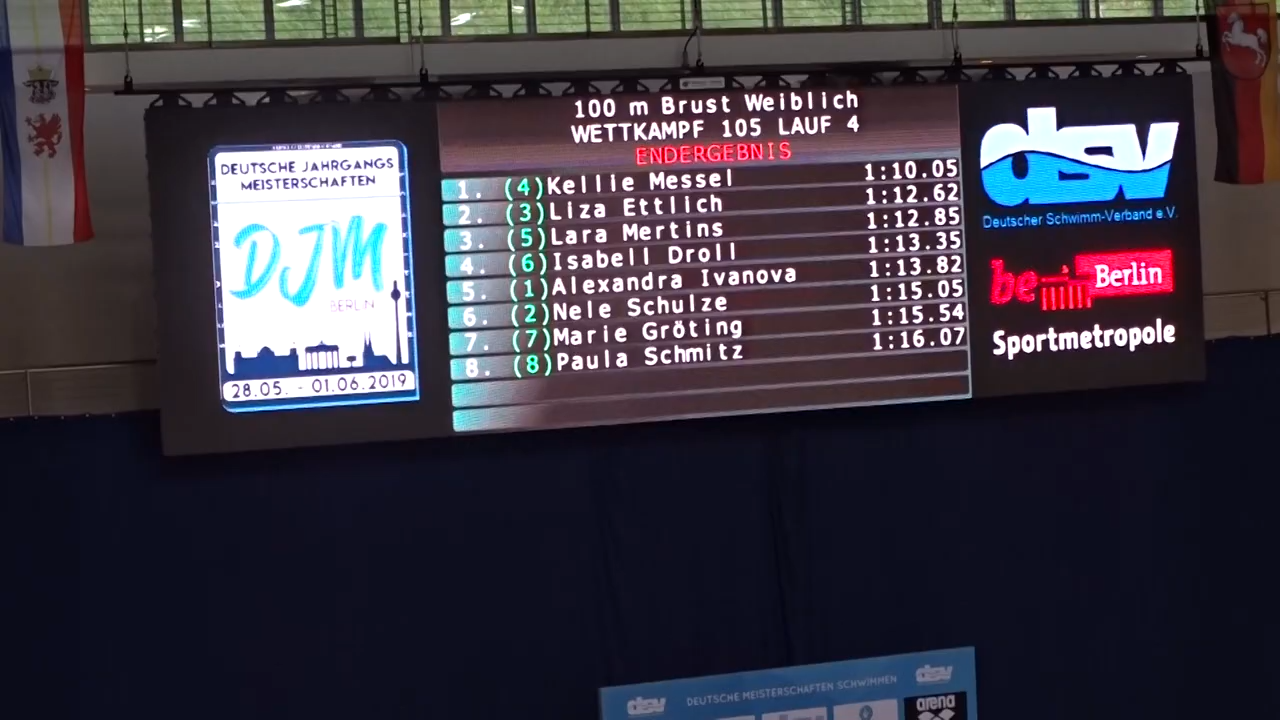 DEUTSCHE JAHRGANGS
MEISTERSCHAFTEN
DJM
BERLIN
28.05. - 01.06.2019
100 m Brust Weiblich
WETTKAMPF 105 LAUF 4
ENDERGEBNIS
1. (4) Kellie Messel 1:10.05
2. (3) Liza Ettlich 1:12.62
3. (5) Lara Mertins 1:12.85
4. (6) Isabell Droll 1:13.35
5. (1) Alexandra Ivanova 1:13.82
6. (2) Nele Schulze 1:15.05
7. (7) Marie Gröting 1:15.54
8. (8) Paula Schmitz 1:16.07
dsv
Deutscher Schwimm-Verband e.V.
be Berlin
Sportmetropole
dsv DEUTSCHE MEISTERSCHAFTEN SCHWIMMEN dsv
dsv arena